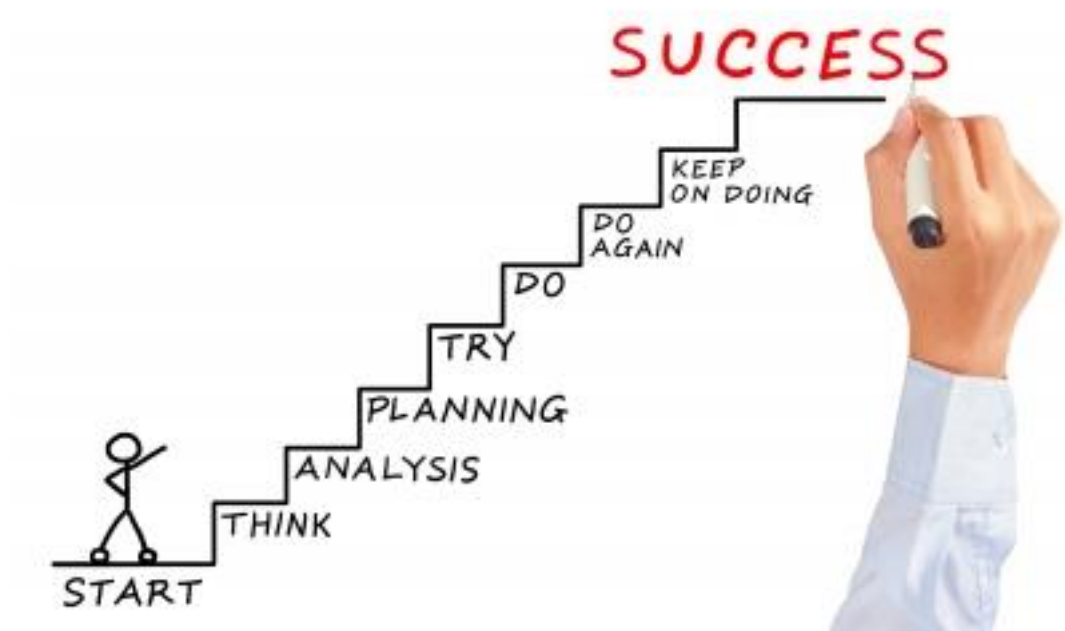 SUCCESS
KEEP
ON DOING
DO
AGAIN
DO
TRY
PLANNING
ANALYSIS
THINK
START